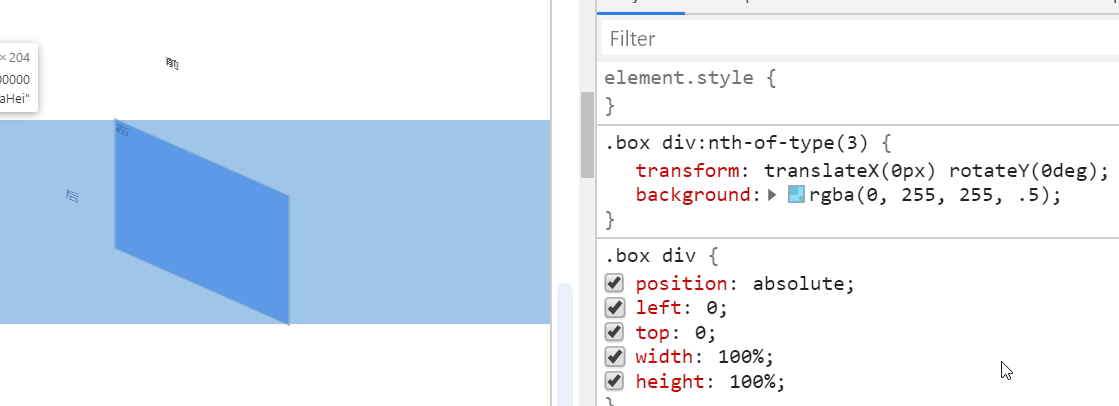 × 204
00000
aHei"
Filter
element.style {
}
.box div:nth-of-type(3) {
transform: translateX(0px) rotateY(0deg);
background: rgba(0, 255, 255, .5);
}
.box div {
position: absolute;
left: 0;
top: 0;
width: 100%;
height: 100%;
}